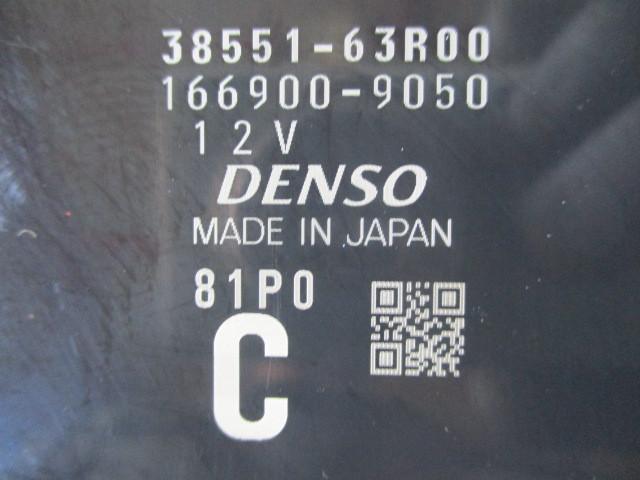 38551-63R00
166900-9050
12V
DENSO
MADE IN JAPAN
81P0
C